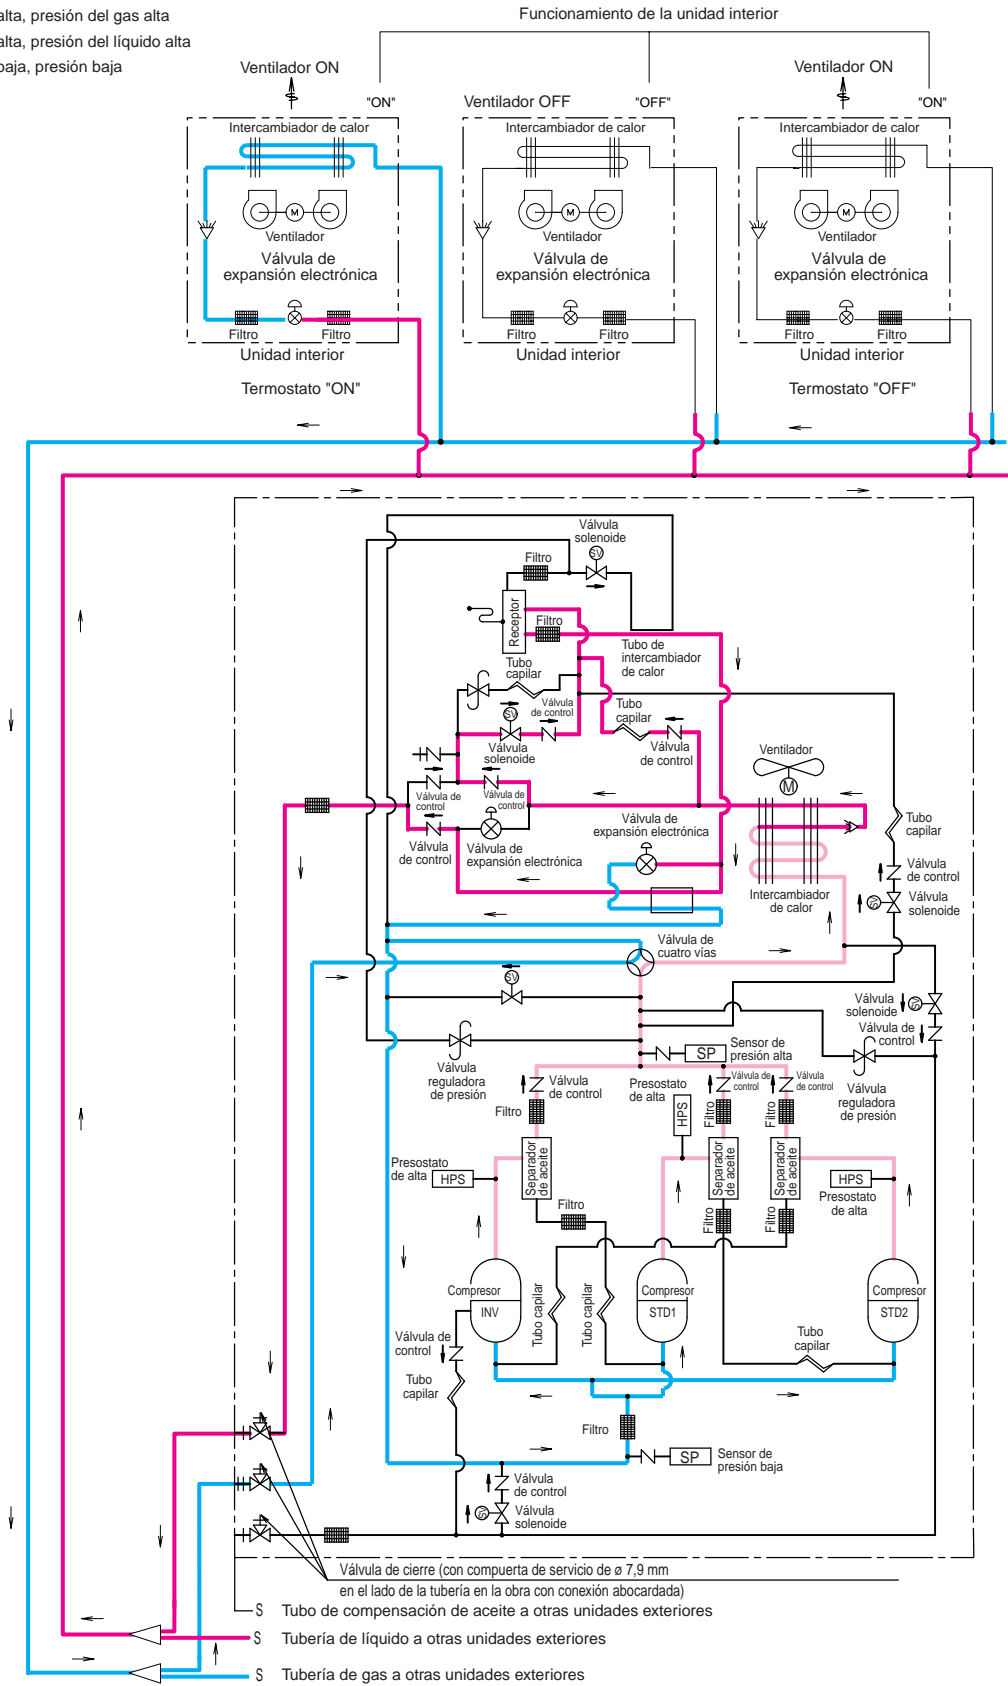 alta, presión del gas alta
alta, presión del líquido alta
baja, presión baja
Funcionamiento de la unidad interior
Ventilador ON
"ON"
Ventilador OFF
"OFF"
Ventilador ON
"ON"
Intercambiador de calor
Intercambiador de calor
Intercambiador de calor
M
M
M
Ventilador
Ventilador
Ventilador
Válvula de
expansión electrónica
Válvula de
expansión electrónica
Válvula de
expansión electrónica
Filtro
Filtro
Filtro
Filtro
Filtro
Filtro
Unidad interior
Unidad interior
Unidad interior
Termostato "ON"
Termostato "OFF"
Válvula
solenoide
SV
Filtro
Receptor
Filtro
Tubo de
intercambiador
de calor
Tubo
capilar
Válvula
de control
SV
Válvula
solenoide
Tubo
capilar
Válvula
de control
Ventilador
M
Válvula de
control
Válvula de
control
Válvula
de control
Válvula de
expansión electrónica
Válvula de
expansión electrónica
Tubo
capilar
Válvula
de control
SV
Válvula
solenoide
Intercambiador
de calor
Válvula de
cuatro vías
SV
Válvula
solenoide
SV
Válvula de
control
Válvula
reguladora
de presión
Sensor de
presión alta
SP
Válvula
reguladora
de presión
Válvula
de control
Presostato
de alta
HPS
Válvula de
control
Válvula
de control
Filtro
Filtro
Filtro
Presostato
de alta
HPS
Separador
de aceite
Separador
de aceite
Separador
de aceite
HPS
Presostato
de alta
Filtro
Filtro
Filtro
Compresor
INV
Tubo capilar
Tubo capilar
Compresor
STD1
Compresor
STD2
Válvula de
control
Tubo
capilar
Tubo
capilar
Filtro
SP
Sensor de
presión baja
Válvula
de control
SV
Válvula
solenoide
Válvula de cierre (con compuerta de servicio de ø 7,9 mm
en el lado de la tubería en la obra con conexión abocardada)
S Tubo de compensación de aceite a otras unidades exteriores
S Tubería de líquido a otras unidades exteriores
S Tubería de gas a otras unidades exteriores